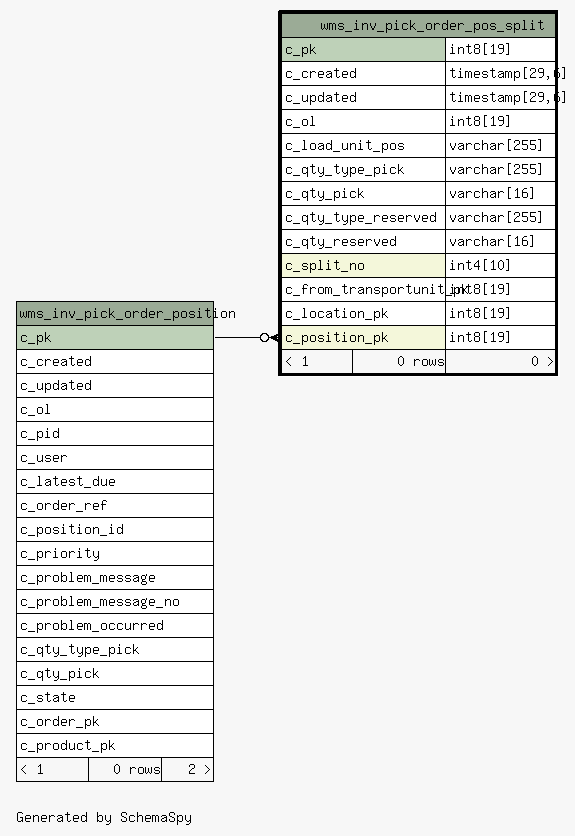 wms_inv_pick_order_pos_split
c_pk int8[19]
c_created timestamp[29,6]
c_updated timestamp[29,6]
c_ol int8[19]
c_load_unit_pos varchar[255]
c_qty_type_pick varchar[255]
c_qty_pick varchar[16]
c_qty_type_reserved varchar[255]
c_qty_reserved varchar[16]
c_split_no int4[10]
c_from_transportunit_pk int8[19]
c_location_pk int8[19]
c_position_pk int8[19]
< 1 0 rows 0 >
wms_inv_pick_order_position
c_pk
c_created
c_updated
c_ol
c_pid
c_user
c_latest_due
c_order_ref
c_position_id
c_priority
c_problem_message
c_problem_message_no
c_problem_occurred
c_qty_type_pick
c_qty_pick
c_state
c_order_pk
c_product_pk
< 1 0 rows 2 >
Generated by SchemaSpy